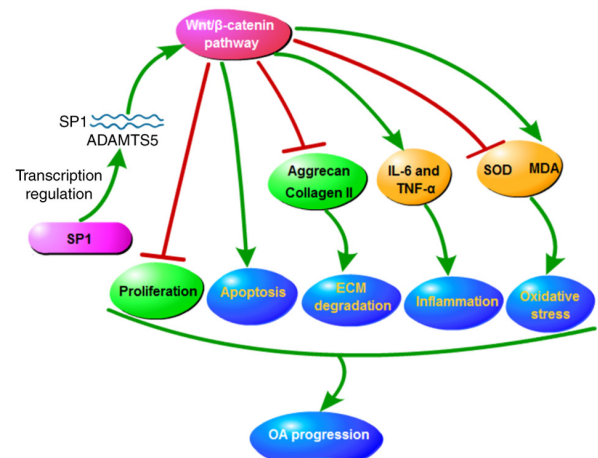 Wnt/β-catenin
pathway
SP1
ADAMTS5
Transcription
regulation
SP1
Aggrecan
Collagen II
IL-6 and
TNF-α
SOD MDA
Proliferation
Apoptosis
ECM
degradation
Inflammation
Oxidative
stress
OA progression